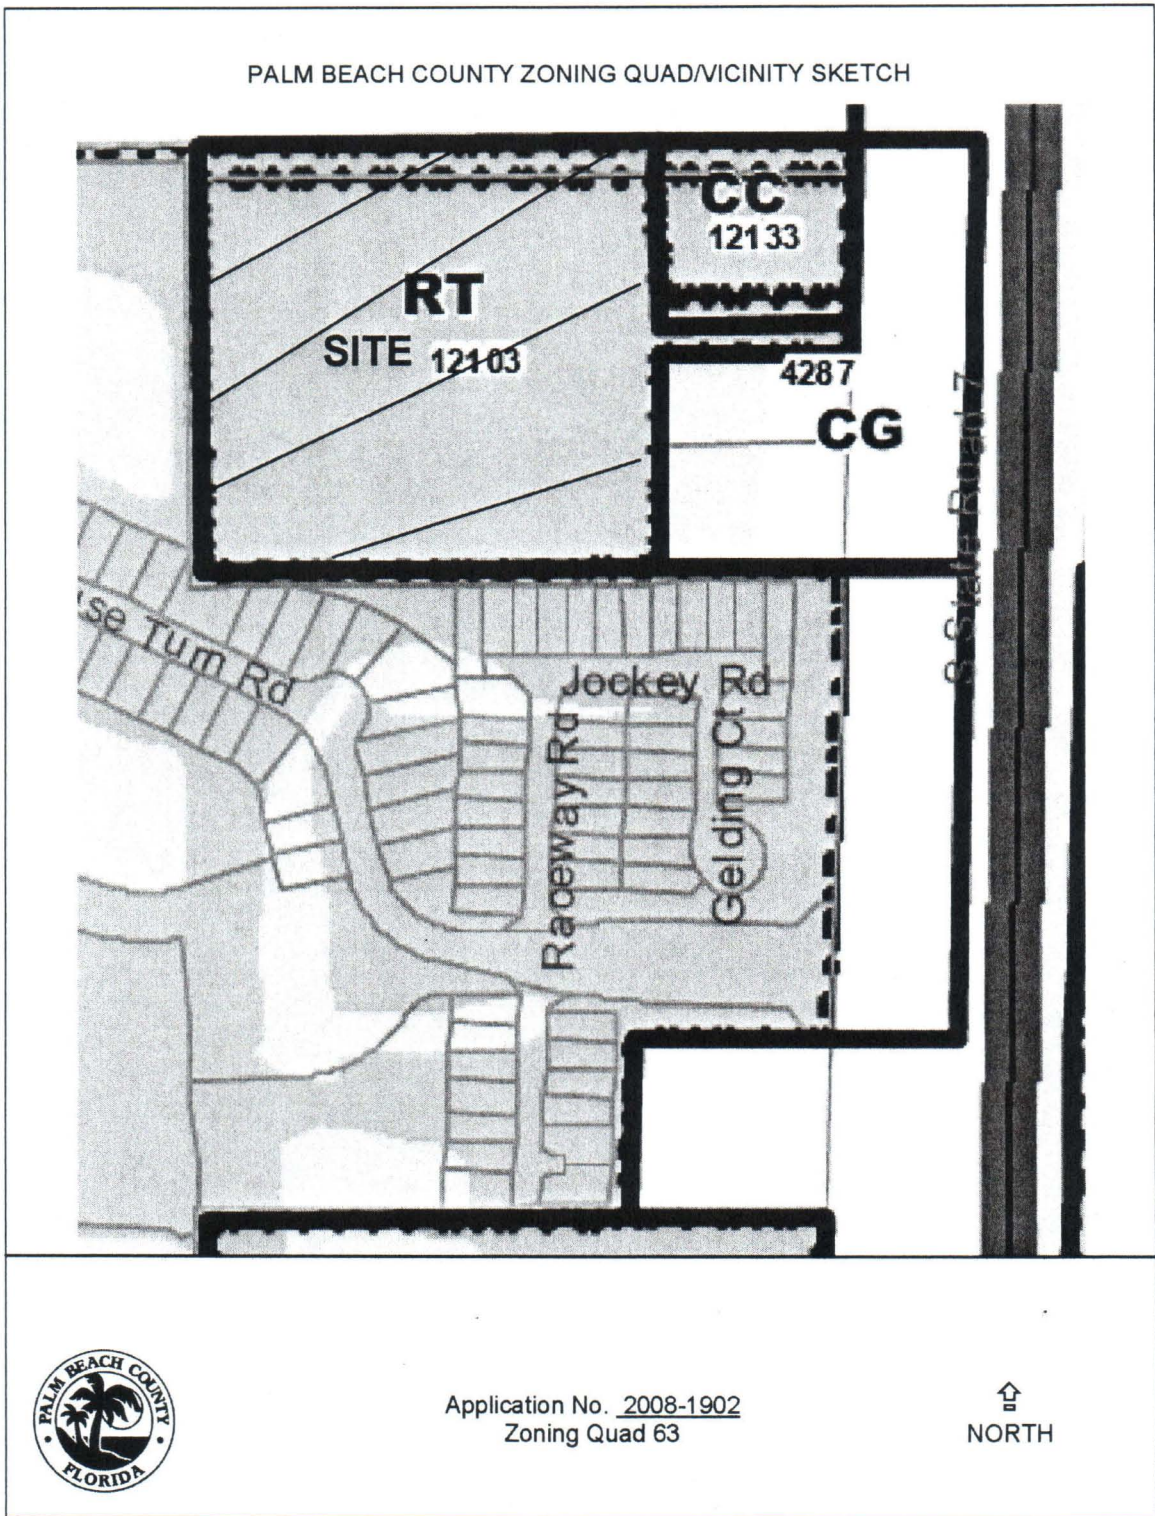 PALM BEACH COUNTY ZONING QUAD/VICINITY SKETCH
CC
12133
RT
SITE 12103
4287
CG
S State Road 7
se Turn Rd
Jockey Rd
Raceway Rd
Gelding Ct
PALM BEACH COUNTY
FLORIDA
Application No. 2008-1902
Zoning Quad 63
NORTH